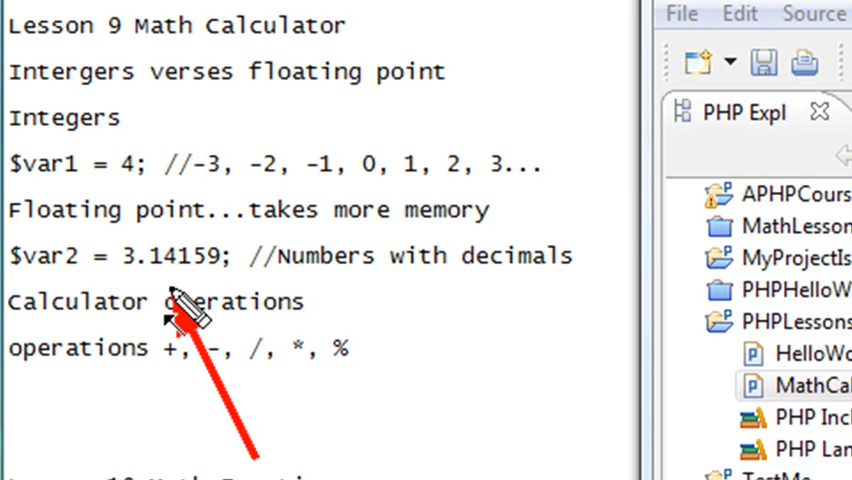 Lesson 9 Math Calculator
Intergers verses floating point
Integers
$var1 = 4; //-3, -2, -1, 0, 1, 2, 3...
Floating point...takes more memory
$var2 = 3.14159; //Numbers with decimals
Calculator operations
operations +, -, /, *, %
File Edit Source
PHP Expl
APHPCours
MathLesson
MyProjectIs
PHPHelloW
PHPLessons
HelloWo
MathCal
PHP Incl
PHP Lan
TestMe